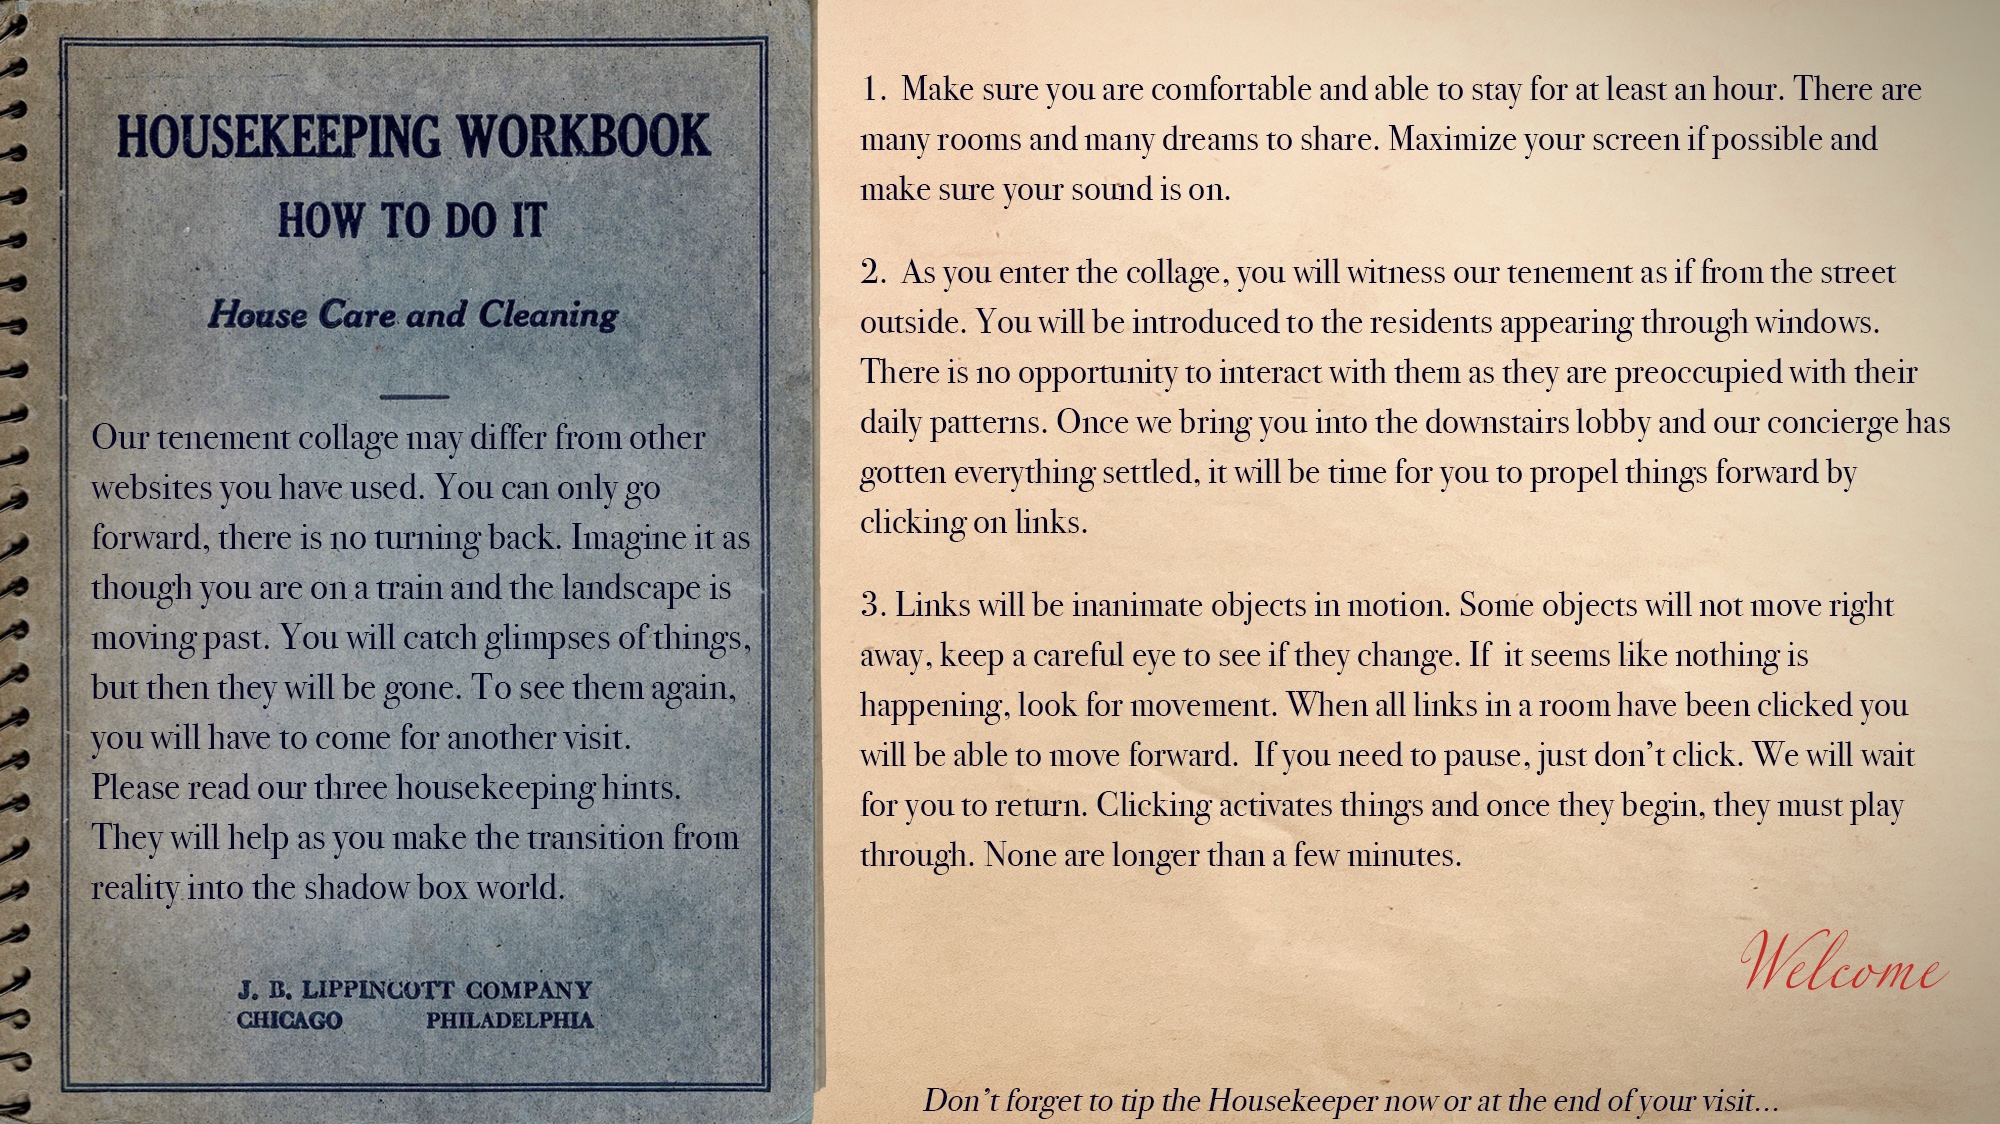 HOUSEKEEPING WORKBOOK
HOW TO DO IT
House Care and Cleaning
Our tenement collage may differ from other
websites you have used. You can only go
forward, there is no turning back. Imagine it as
though you are on a train and the landscape is
moving past. You will catch glimpses of things,
but then they will be gone. To see them again,
you will have to come for another visit.
Please read our three housekeeping hints.
They will help as you make the transition from
reality into the shadow box world.
J. B. LIPPINCOTT COMPANY
CHICAGO PHILADELPHIA
1. Make sure you are comfortable and able to stay for at least an hour. There are
many rooms and many dreams to share. Maximize your screen if possible and
make sure your sound is on.
2. As you enter the collage, you will witness our tenement as if from the street
outside. You will be introduced to the residents appearing through windows.
There is no opportunity to interact with them as they are preoccupied with their
daily patterns. Once we bring you into the downstairs lobby and our concierge has
gotten everything settled, it will be time for you to propel things forward by
clicking on links.
3. Links will be inanimate objects in motion. Some objects will not move right
away, keep a careful eye to see if they change. If it seems like nothing is
happening, look for movement. When all links in a room have been clicked you
will be able to move forward. If you need to pause, just don't click. We will wait
for you to return. Clicking activates things and once they begin, they must play
through. None are longer than a few minutes.
Welcome
Don't forget to tip the Housekeeper now or at the end of your visit...